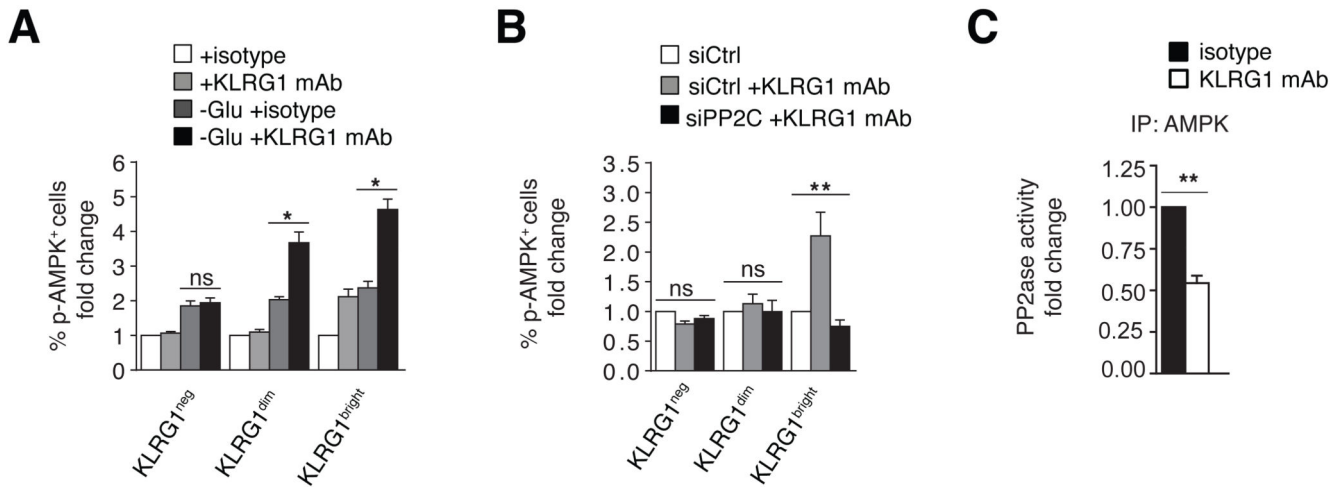 A
+isotype
+KLRG1 mAb
-Glu +isotype
-Glu +KLRG1 mAb
% p-AMPK⁺ cells
fold change
6
5
4
3
2
1
0
ns
*
*
KLRG1neg
KLRG1dim
KLRG1bright
B
siCtrl
siCtrl +KLRG1 mAb
siPP2C +KLRG1 mAb
% p-AMPK⁺ cells
fold change
3.5
3.0
2.5
2.0
1.5
1.0
0.5
0.0
ns
ns
**
KLRG1neg
KLRG1dim
KLRG1bright
C
isotype
KLRG1 mAb
IP: AMPK
PP2ase activity
fold change
1.25
1.00
0.75
0.50
0.25
0.00
**